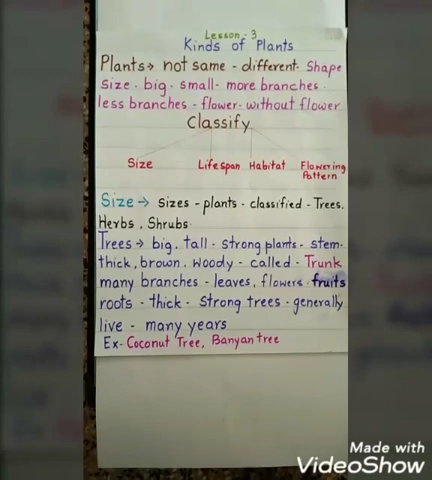 Lesson - 3
Kinds of Plants
Plants → not same - different - Shape
Size - big - small - more branches -
less branches - flower - without flower
Classify
Size Life span Habitat Flowering Pattern
Size → Sizes - plants - classified - Trees,
Herbs, Shrubs
Trees → big, tall - strong plants - stem -
thick, brown, woody - called - Trunk
many branches - leaves, flowers - fruits
roots - thick - strong trees - generally
live - many years
Ex - Coconut Tree, Banyan tree
Made with
VideoShow